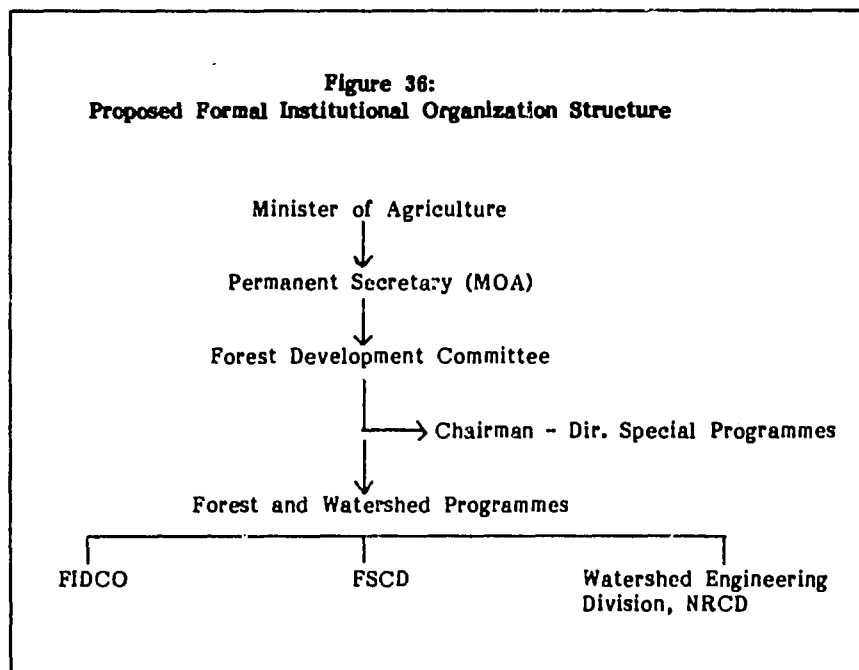 Figure 36:
Proposed Formal Institutional Organization Structure
Minister of Agriculture
Permanent Secretary (MOA)
Forest Development Committee
Chairman - Dir. Special Programmes
Forest and Watershed Programmes
FIDCO
FSCD
Watershed Engineering
Division, NRCD